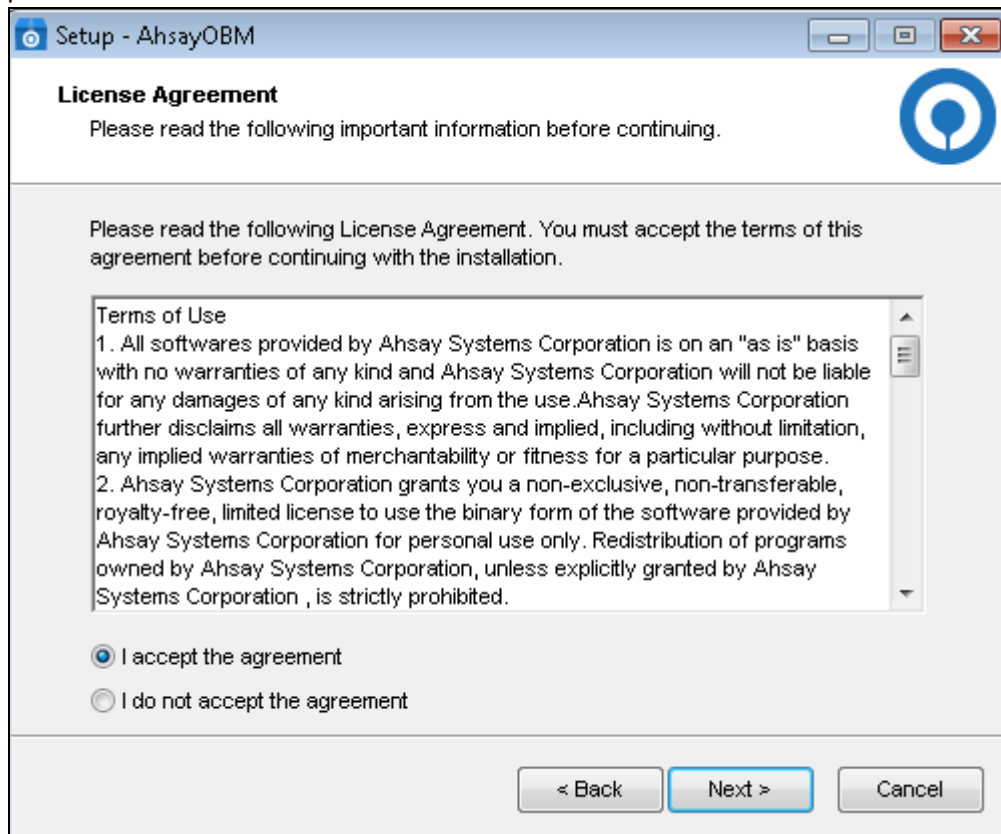 Setup - AhsayOBM
License Agreement
Please read the following important information before continuing.
Please read the following License Agreement. You must accept the terms of this
agreement before continuing with the installation.
Terms of Use
1. All softwares provided by Ahsay Systems Corporation is on an "as is" basis
with no warranties of any kind and Ahsay Systems Corporation will not be liable
for any damages of any kind arising from the use.Ahsay Systems Corporation
further disclaims all warranties, express and implied, including without limitation,
any implied warranties of merchantability or fitness for a particular purpose.
2. Ahsay Systems Corporation grants you a non-exclusive, non-transferable,
royalty-free, limited license to use the binary form of the software provided by
Ahsay Systems Corporation for personal use only. Redistribution of programs
owned by Ahsay Systems Corporation, unless explicitly granted by Ahsay
Systems Corporation , is strictly prohibited.
I accept the agreement
I do not accept the agreement
< Back Next > Cancel